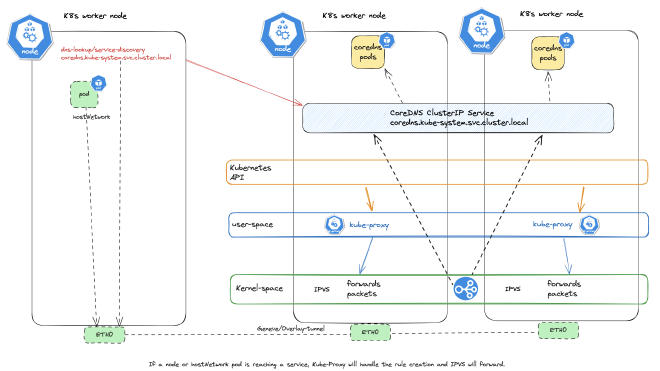 K8s worker node
K8s worker node
K8s worker node
node
node
node
dns-lookup/service-discovery
coredns.kube-system.svc.cluster.local
coredns
pods
coredns
pods
pod
hostNetwork
CoreDNS ClusterIP Service
coredns.kube-system.svc.cluster.local
Kubernetes
API
user-space
kube-proxy
kube-proxy
Kernel-space
IPVS
forwards
packets
IPVS
forwards
packets
Geneve/Overlay-tunnel
ETH0
ETH0
ETH0
If a node or hostNetwork pod is reaching a service, Kube-Proxy will handle the rule creation and IPVS will forward.